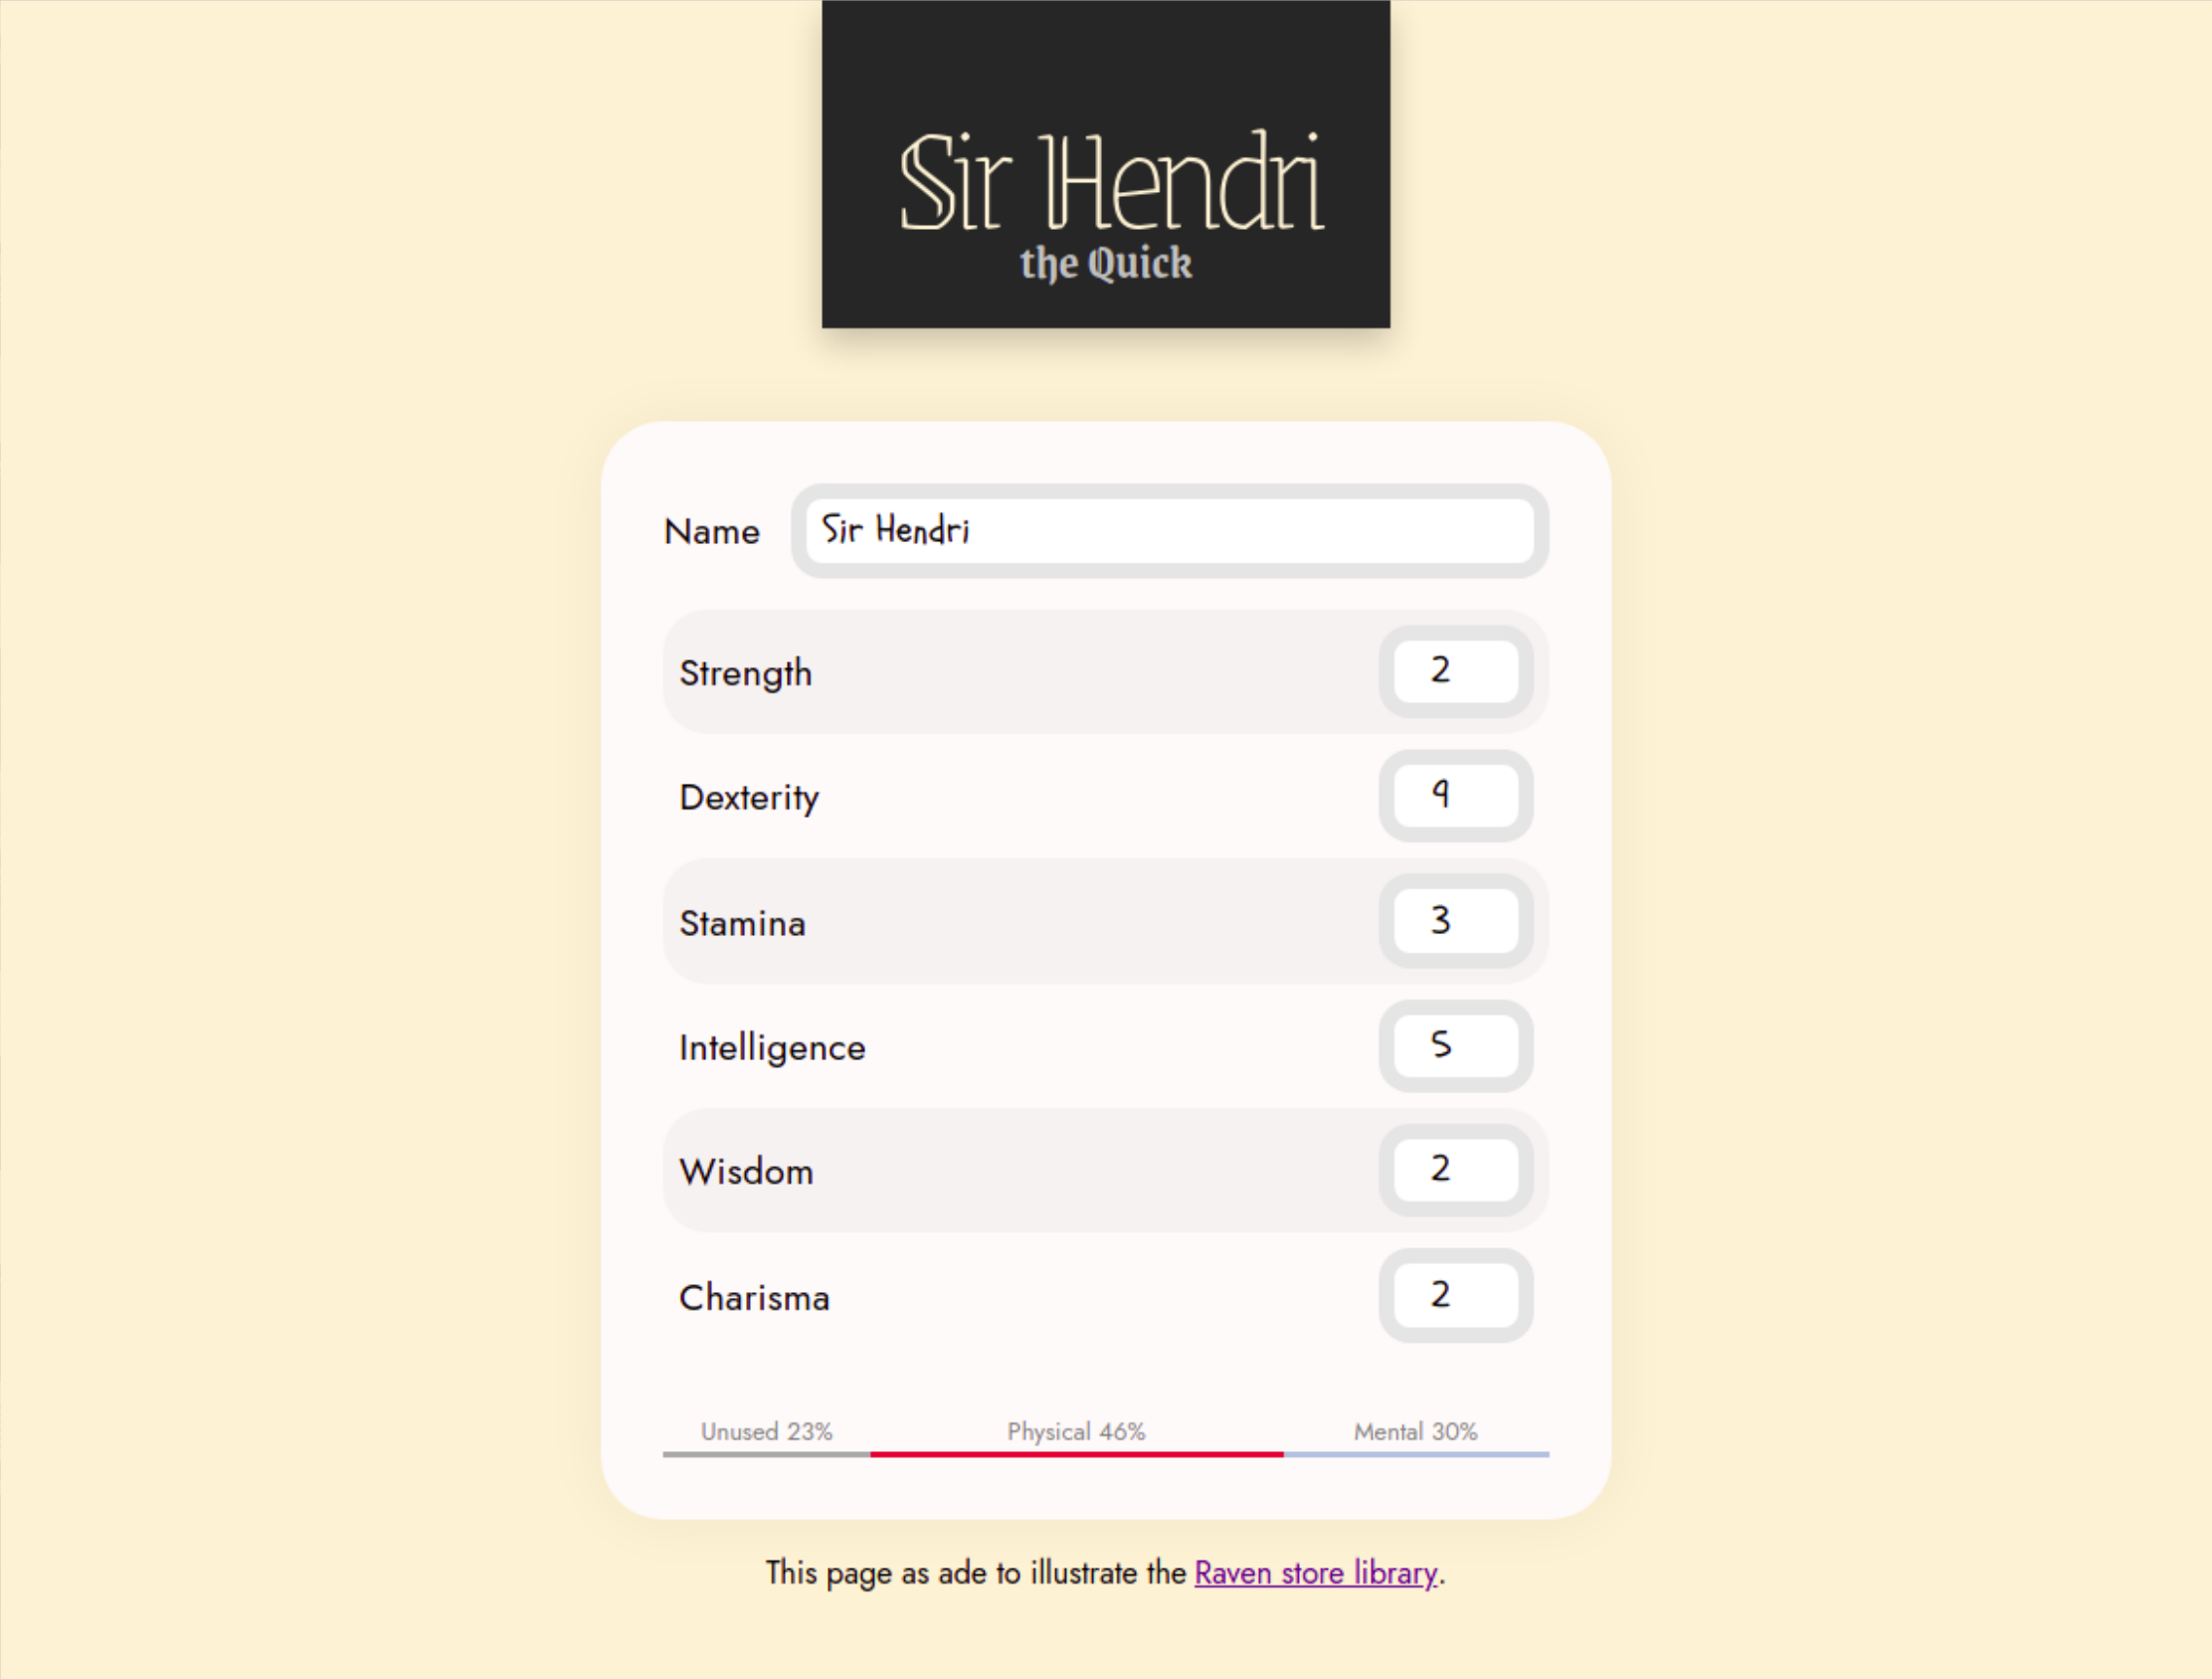 Sir Hendri
the Quick
Name Sir Hendri
Strength 2
Dexterity 9
Stamina 3
Intelligence 5
Wisdom 2
Charisma 2
Unused 23% Physical 46% Mental 30%
This page as ade to illustrate the Raven store library.